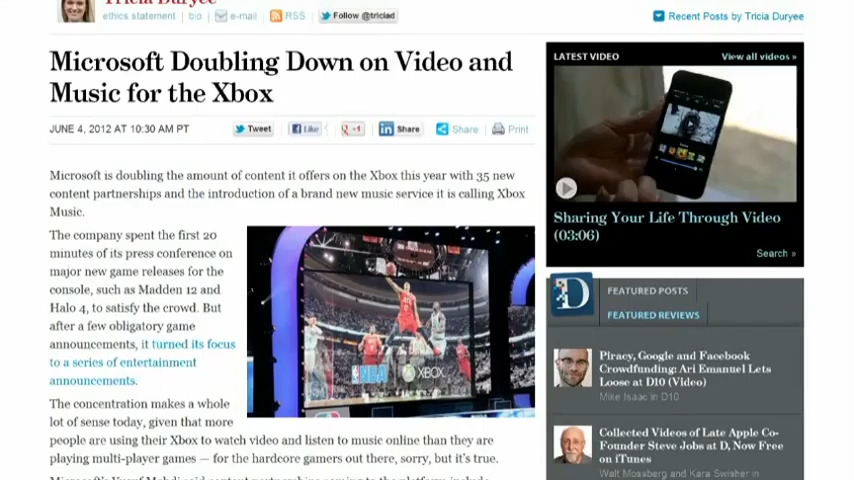 Tricia Duryee
ethics statement | bio | e-mail RSS Follow @triciad
Recent Posts by Tricia Duryee
Microsoft Doubling Down on Video and
Music for the Xbox
JUNE 4, 2012 AT 10:30 AM PT
Tweet Like +1 Share Share Print
Microsoft is doubling the amount of content it offers on the Xbox this year with 35 new
content partnerships and the introduction of a brand new music service it is calling Xbox
Music.
The company spent the first 20
minutes of its press conference on
major new game releases for the
console, such as Madden 12 and
Halo 4, to satisfy the crowd. But
after a few obligatory game
announcements, it turned its focus
to a series of entertainment
announcements.
NBA XBOX
The concentration makes a whole
lot of sense today, given that more
people are using their Xbox to watch video and listen to music online than they are
playing multi-player games — for the hardcore gamers out there, sorry, but it's true.
LATEST VIDEO View all videos »
Sharing Your Life Through Video
(03:06)
Search »
D
FEATURED POSTS
FEATURED REVIEWS
Piracy, Google and Facebook
Crowdfunding: Ari Emanuel Lets
Loose at D10 (Video)
Mike Isaac in D10
Collected Videos of Late Apple Co-
Founder Steve Jobs at D, Now Free
on iTunes
Walt Mossberg and Kara Swisher in